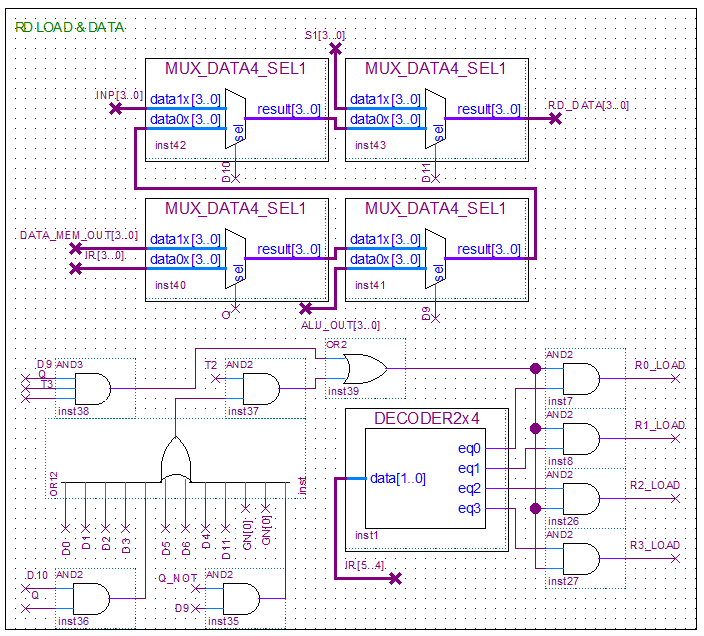 RD LOAD & DATA
S1[3..0]
MUX_DATA4_SEL1
MUX_DATA4_SEL1
INP[3..0]
data1x[3..0]
data0x[3..0]
result[3..0]
sel
inst42
D10
data1x[3..0]
data0x[3..0]
result[3..0]
sel
inst43
D11
RD_DATA[3..0]
MUX_DATA4_SEL1
MUX_DATA4_SEL1
DATA_MEM_OUT[3..0]
IR[3..0]
data1x[3..0]
data0x[3..0]
result[3..0]
sel
inst40
Q
data1x[3..0]
data0x[3..0]
result[3..0]
sel
inst41
D9
ALU_OUT[3..0]
D9
Q
T3
AND3
inst38
T2
AND2
inst37
OR2
inst39
AND2
inst7
R0_LOAD
AND2
inst8
R1_LOAD
AND2
inst26
R2_LOAD
AND2
inst27
R3_LOAD
DECODER2x4
data[1..0]
eq0
eq1
eq2
eq3
inst1
IR[5..4]
OR12
inst
D0
D1
D2
D3
D5
D6
D4
D11
GN[0]
GN[0]
D10
Q
AND2
inst36
Q_NOT
D9
AND2
inst35